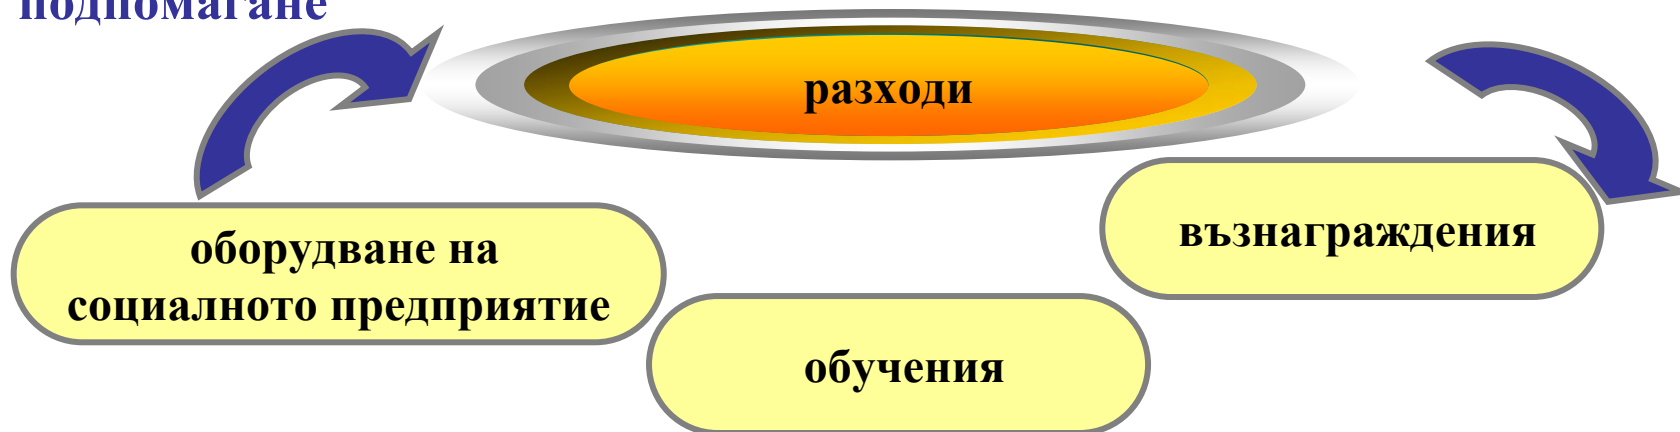 подпомагане
разходи
възнаграждения
оборудване на
социалното предприятие
обучения